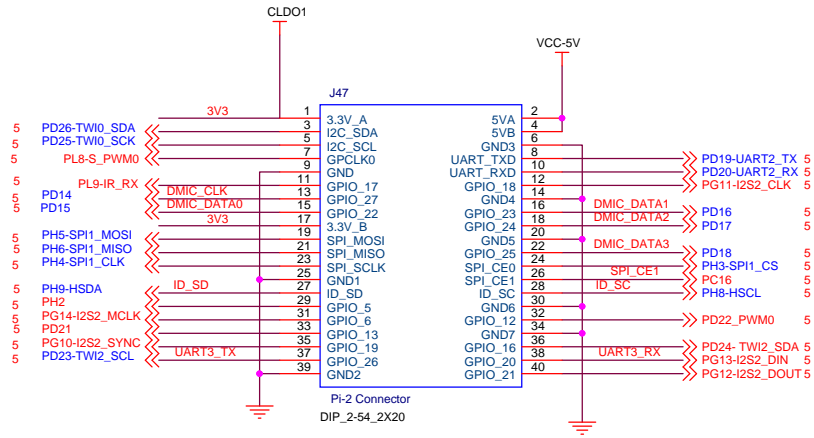 CLDO1
VCC-5V
J47
3V3 1 3.3V_A 5VA 2
5 PD26-TWI0_SDA 3 I2C_SDA 5VB 4
5 PD25-TWI0_SCK 5 I2C_SCL GND3 6
5 PL8-S_PWM0 7 GPCLK0 UART_TXD 8 PD19-UART2_TX 5
9 GND UART_RXD 10 PD20-UART2_RX 5
PL9-IR_RX 11 GPIO_17 GPIO_18 12 PG11-I2S2_CLK 5
5 PD14 DMIC_CLK 13 GPIO_27 GND4 14
5 PD15 DMIC_DATA0 15 GPIO_22 GPIO_23 16 DMIC_DATA1 PD16 5
3V3 17 3.3V_B GPIO_24 18 DMIC_DATA2 PD17 5
5 PH5-SPI1_MOSI 19 SPI_MOSI GND5 20
5 PH6-SPI1_MISO 21 SPI_MISO GPIO_25 22 DMIC_DATA3 PD18 5
5 PH4-SPI1_CLK 23 SPI_SCLK SPI_CE0 24 PH3-SPI1_CS 5
25 GND1 SPI_CE1 26 SPI_CE1 PC16 5
5 PH9-HSDA ID_SD 27 ID_SD ID_SC 28 ID_SC PH8-HSCL 5
5 PH2 29 GPIO_5 GND6 30
5 PG14-I2S2_MCLK 31 GPIO_6 GPIO_12 32 PD22_PWM0 5
5 PD21 33 GPIO_13 GND7 34
5 PG10-I2S2_SYNC 35 GPIO_19 GPIO_16 36 PD24- TWI2_SDA 5
5 PD23-TWI2_SCL UART3_TX 37 GPIO_26 GPIO_20 38 UART3_RX PG13-I2S2_DIN 5
39 GND2 GPIO_21 40 PG12-I2S2_DOUT 5
Pi-2 Connector
DIP_2-54_2X20